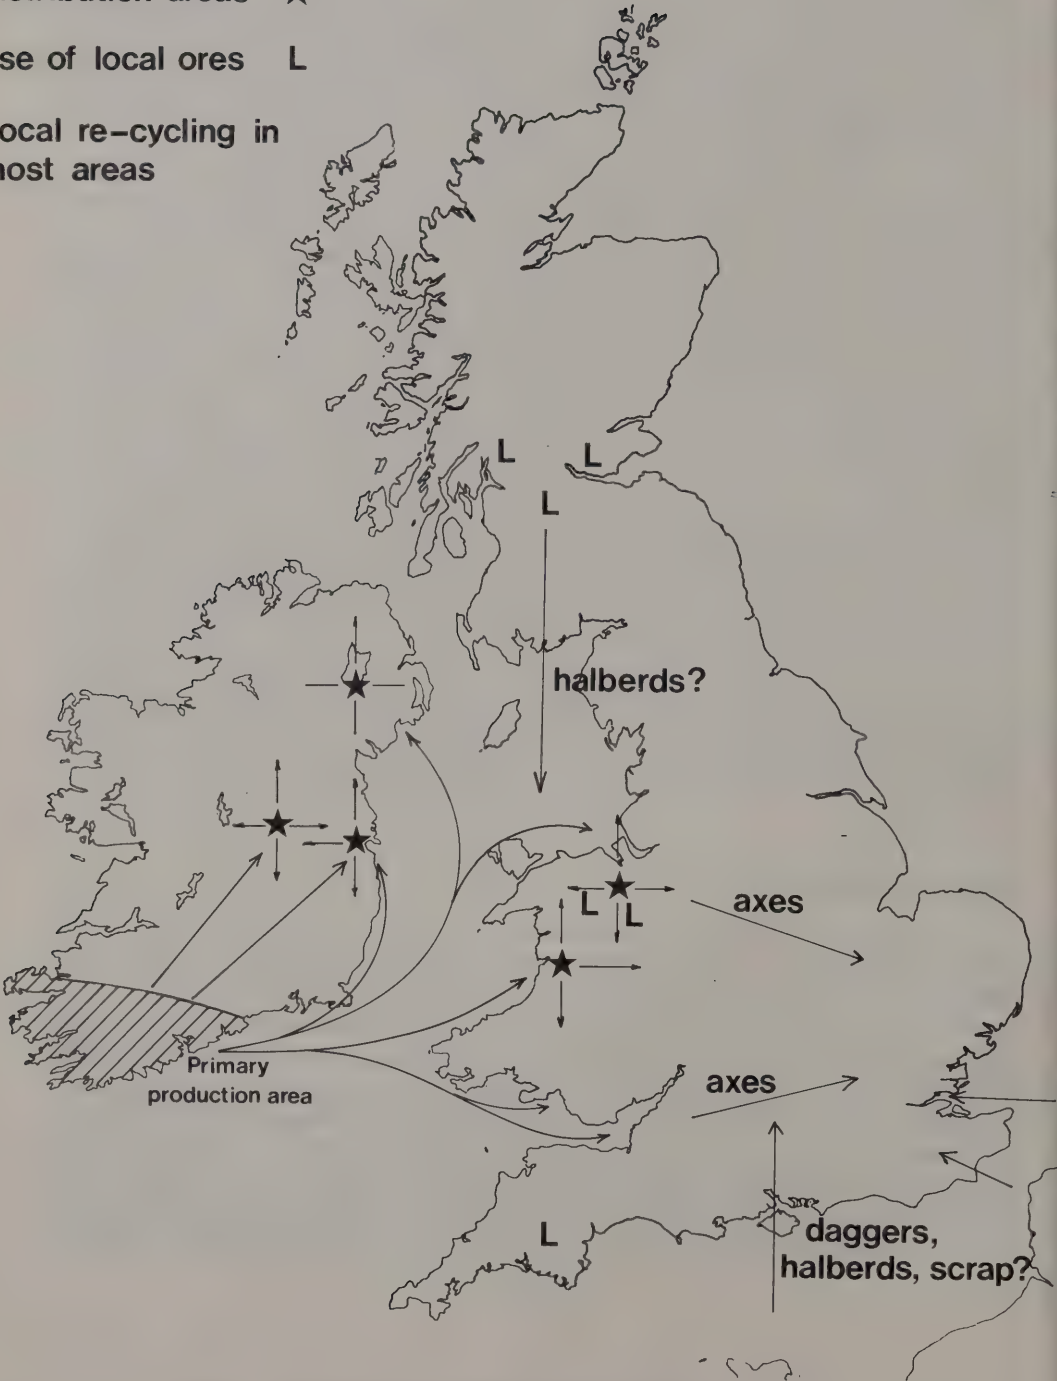 se of local ores L
ocal re-cycling in
ost areas
L
L
L
halberds?
L
L
axes
Primary
production area
axes
L
daggers,
halberds, scrap?